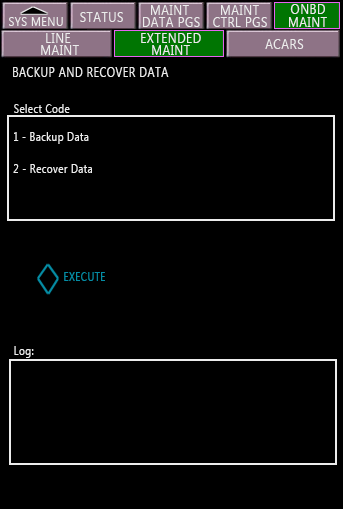 SYS MENU
STATUS
MAINT
DATA PGS
MAINT
CTRL PGS
ONBD
MAINT
LINE
MAINT
EXTENDED
MAINT
ACARS
BACKUP AND RECOVER DATA
Select Code
1 - Backup Data
2 - Recover Data
EXECUTE
Log: